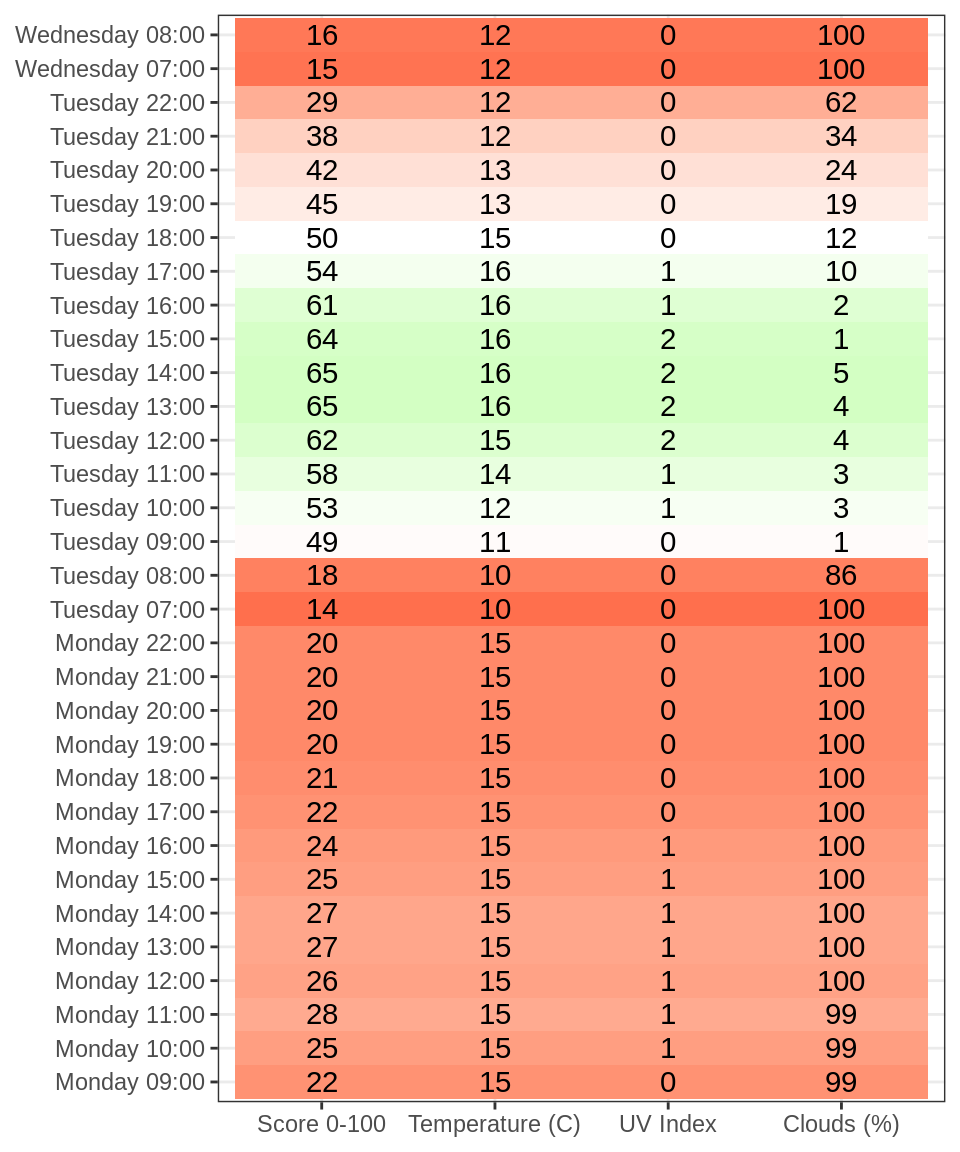 Wednesday 08:00 16 12 0 100
Wednesday 07:00 15 12 0 100
Tuesday 22:00 29 12 0 62
Tuesday 21:00 38 12 0 34
Tuesday 20:00 42 13 0 24
Tuesday 19:00 45 13 0 19
Tuesday 18:00 50 15 0 12
Tuesday 17:00 54 16 1 10
Tuesday 16:00 61 16 1 2
Tuesday 15:00 64 16 2 1
Tuesday 14:00 65 16 2 5
Tuesday 13:00 65 16 2 4
Tuesday 12:00 62 15 2 4
Tuesday 11:00 58 14 1 3
Tuesday 10:00 53 12 1 3
Tuesday 09:00 49 11 0 1
Tuesday 08:00 18 10 0 86
Tuesday 07:00 14 10 0 100
Monday 22:00 20 15 0 100
Monday 21:00 20 15 0 100
Monday 20:00 20 15 0 100
Monday 19:00 20 15 0 100
Monday 18:00 21 15 0 100
Monday 17:00 22 15 0 100
Monday 16:00 24 15 1 100
Monday 15:00 25 15 1 100
Monday 14:00 27 15 1 100
Monday 13:00 27 15 1 100
Monday 12:00 26 15 1 100
Monday 11:00 28 15 1 99
Monday 10:00 25 15 1 99
Monday 09:00 22 15 0 99
Score 0-100 Temperature (C) UV Index Clouds (%)